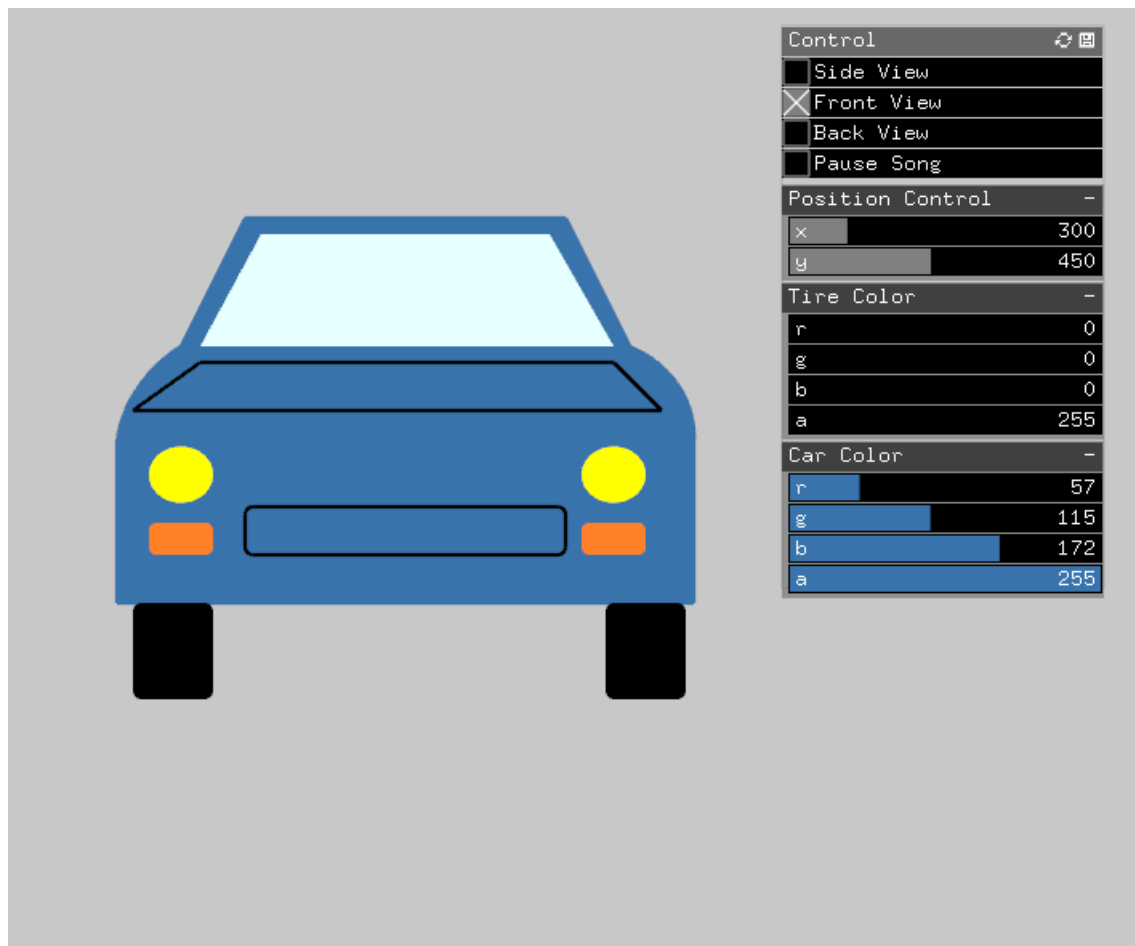 Control
Side View
Front View
Back View
Pause Song
Position Control -
x 300
y 450
Tire Color -
r 0
g 0
b 0
a 255
Car Color -
r 57
g 115
b 172
a 255